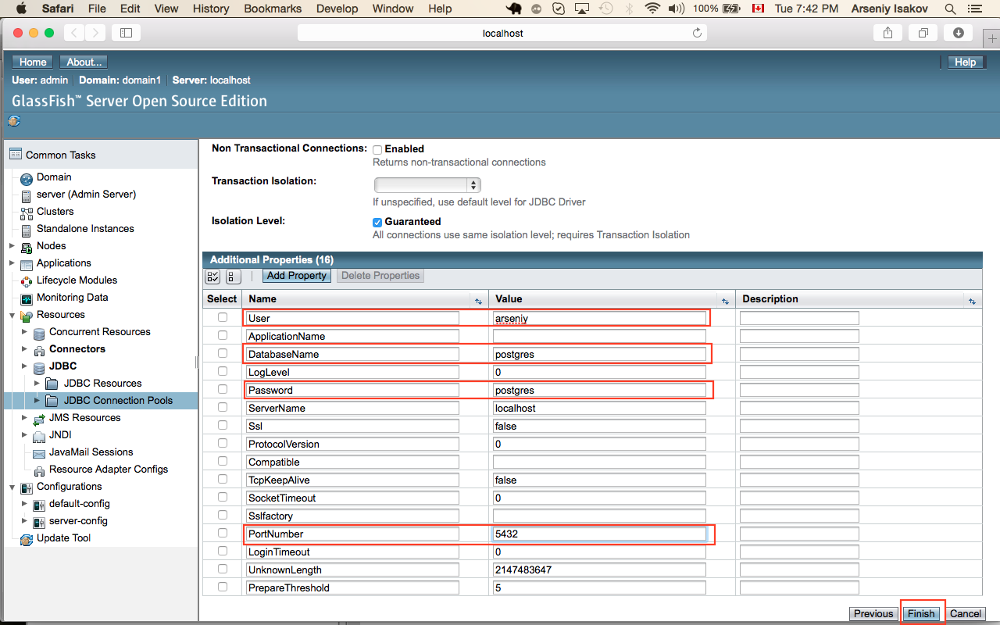 Safari File Edit View History Bookmarks Develop Window Help 100% Tue 7:42 PM Arseniy Isakov
localhost
Home About... Help
User: admin Domain: domain1 Server: localhost
GlassFish™ Server Open Source Edition
Common Tasks
Domain
server (Admin Server)
Clusters
Standalone Instances
Nodes
Applications
Lifecycle Modules
Monitoring Data
Resources
Concurrent Resources
Connectors
JDBC
JDBC Resources
JDBC Connection Pools
JMS Resources
JNDI
JavaMail Sessions
Resource Adapter Configs
Configurations
default-config
server-config
Update Tool
Non Transactional Connections: Enabled
Returns non-transactional connections
Transaction Isolation:
If unspecified, use default level for JDBC Driver
Isolation Level: Guaranteed
All connections use same isolation level; requires Transaction Isolation
Additional Properties (16)
Add Property Delete Properties
Select Name Value Description
User arseniy
ApplicationName
DatabaseName postgres
LogLevel 0
Password postgres
ServerName localhost
Ssl false
ProtocolVersion 0
Compatible
TcpKeepAlive false
SocketTimeout 0
Sslfactory
PortNumber 5432
LoginTimeout 0
UnknownLength 2147483647
PrepareThreshold 5
Previous Finish Cancel